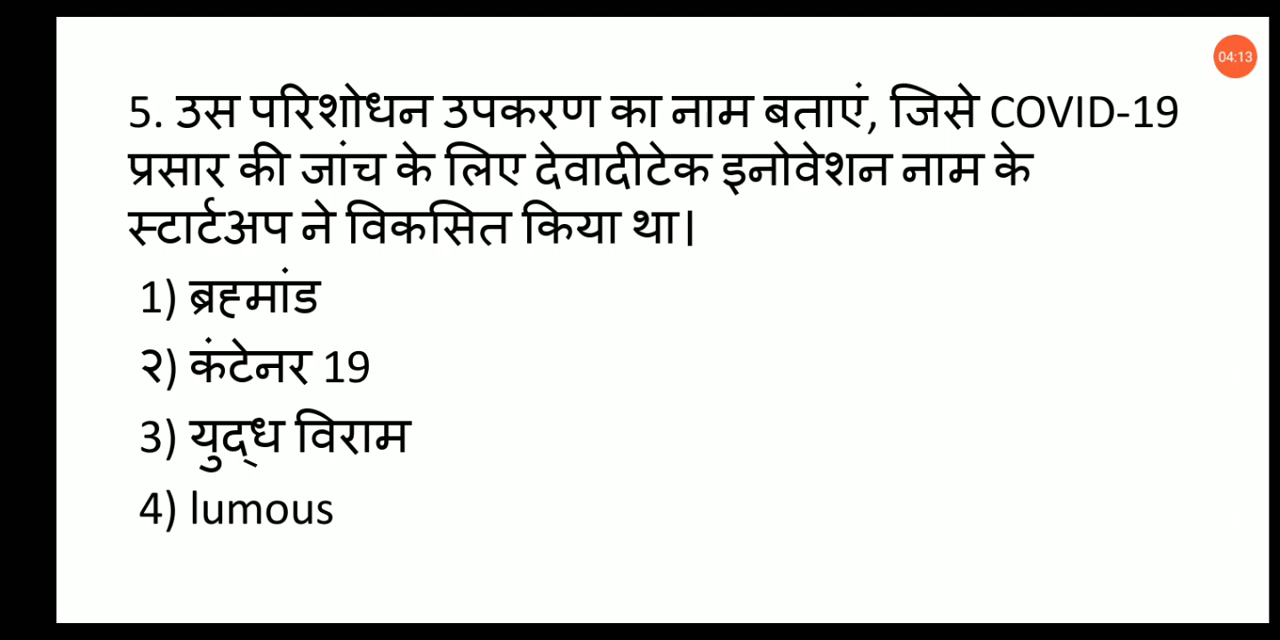 04:13
5. उस परिशोधन उपकरण का नाम बताएं, जिसे COVID-19
प्रसार की जांच के लिए देवादीटेक इनोवेशन नाम के
स्टार्टअप ने विकसित किया था।
1) ब्रह्मांड
२) कंटेनर 19
3) युद्ध विराम
4) lumous